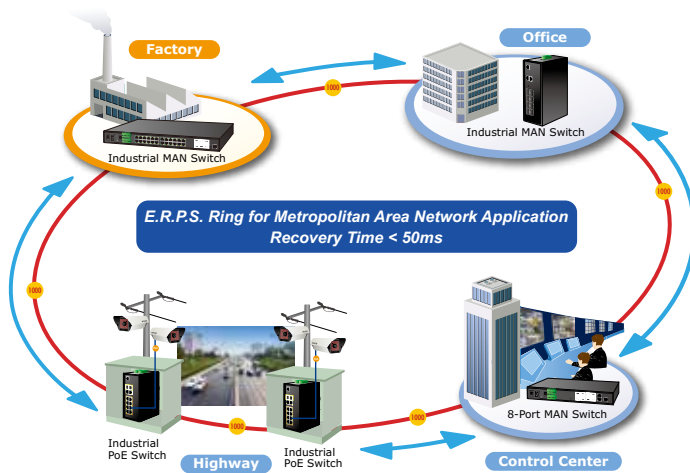 Factory
Office
1000
Industrial MAN Switch
Industrial MAN Switch
1000
E.R.P.S. Ring for Metropolitan Area Network Application
Recovery Time < 50ms
1000
8-Port MAN Switch
1000
1000
Industrial
PoE Switch
Industrial
PoE Switch
Highway
Control Center